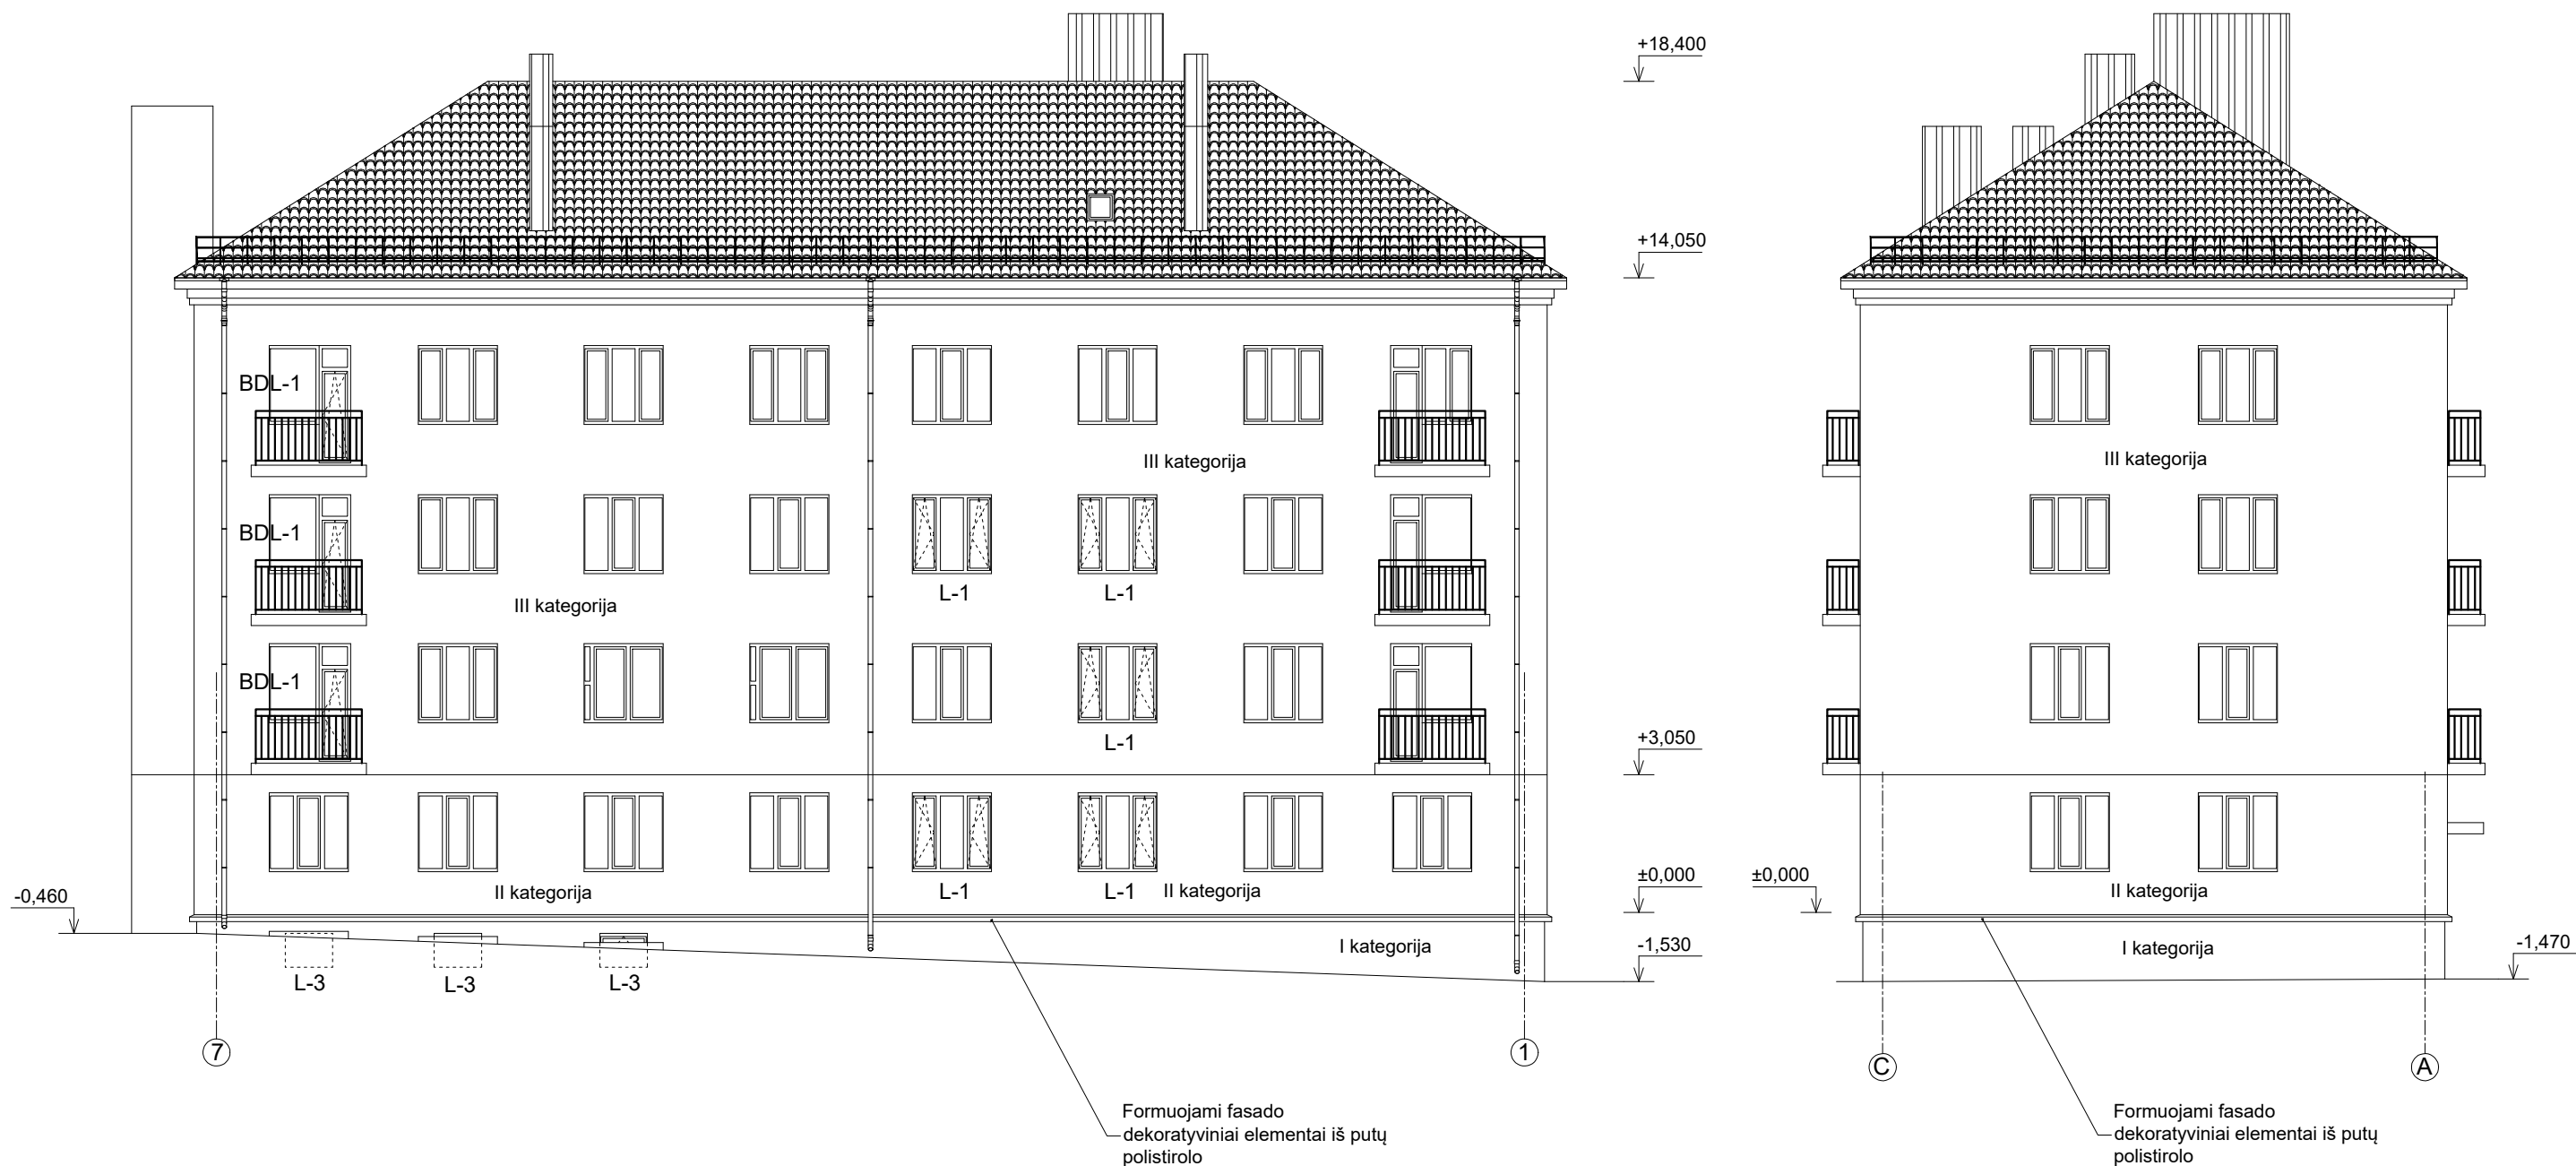 +18,400
+14,050
BDL-1
III kategorija
III kategorija
BDL-1
L-1
L-1
III kategorija
BDL-1
L-1
+3,050
-0,460
II kategorija
L-1
L-1
II kategorija
±0,000
±0,000
II kategorija
I kategorija
-1,530
I kategorija
-1,470
L-3
L-3
L-3
7
1
C
A
Formuojami fasado
dekoratyviniai elementai iš putų
polistirolo
Formuojami fasado
dekoratyviniai elementai iš putų
polistirolo